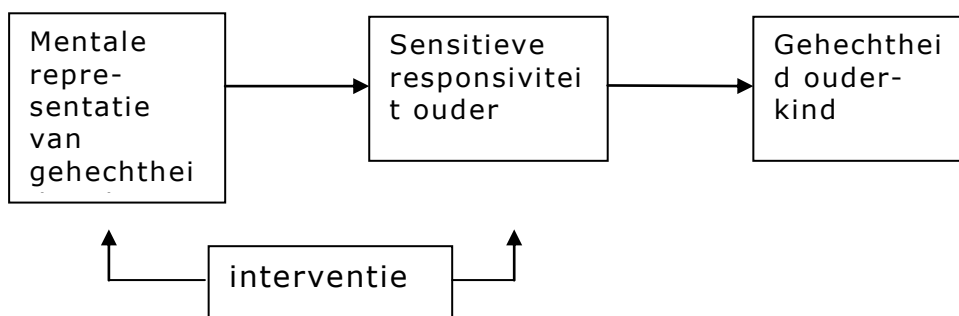 Mentale
repre-
sentatie
van
gehechthei
Sensitieve
responsivitei
t ouder
Gehechthei
d ouder-
kind
interventie